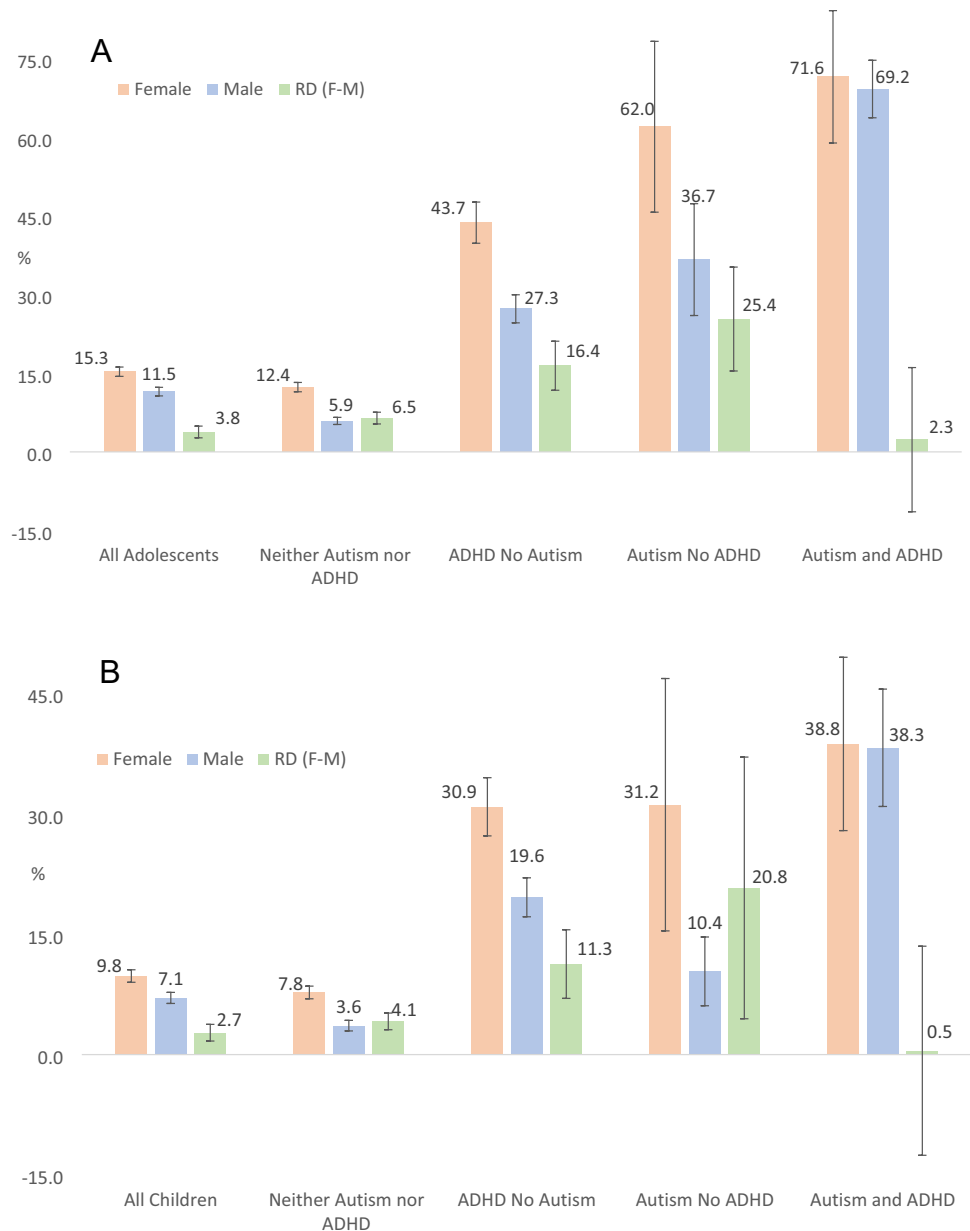 A
75.0
Female Male RD (F-M)
71.6
69.2
62.0
60.0
43.7
45.0
36.7
%
27.3
30.0
25.4
16.4
15.3
11.5
12.4
15.0
3.8
5.9
6.5
2.3
0.0
-15.0
All Adolescents
Neither Autism nor
ADHD
ADHD No Autism
Autism No ADHD
Autism and ADHD
B
45.0
Female Male RD (F-M)
38.8
38.3
30.9
31.2
30.0
%
19.6
20.8
15.0
10.4
11.3
9.8
7.1
7.8
2.7
3.6
4.1
0.5
0.0
-15.0
All Children
Neither Autism nor
ADHD
ADHD No Autism
Autism No ADHD
Autism and ADHD